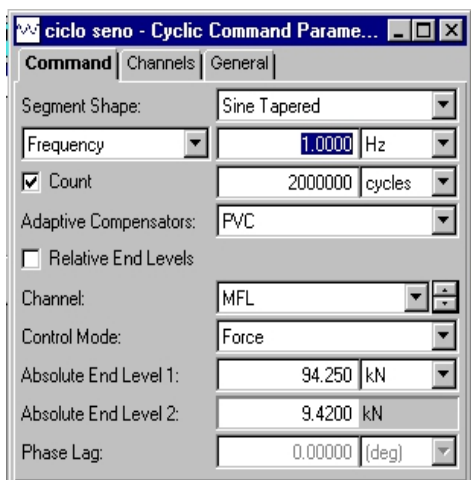 ciclo seno - Cyclic Command Parame...
Command Channels General
Segment Shape: Sine Tapered
Frequency 1.0000 Hz
Count 2000000 cycles
Adaptive Compensators: PVC
Relative End Levels
Channel: MFL
Control Mode: Force
Absolute End Level 1: 94.250 kN
Absolute End Level 2: 9.4200 kN
Phase Lag: 0.00000 (deg)